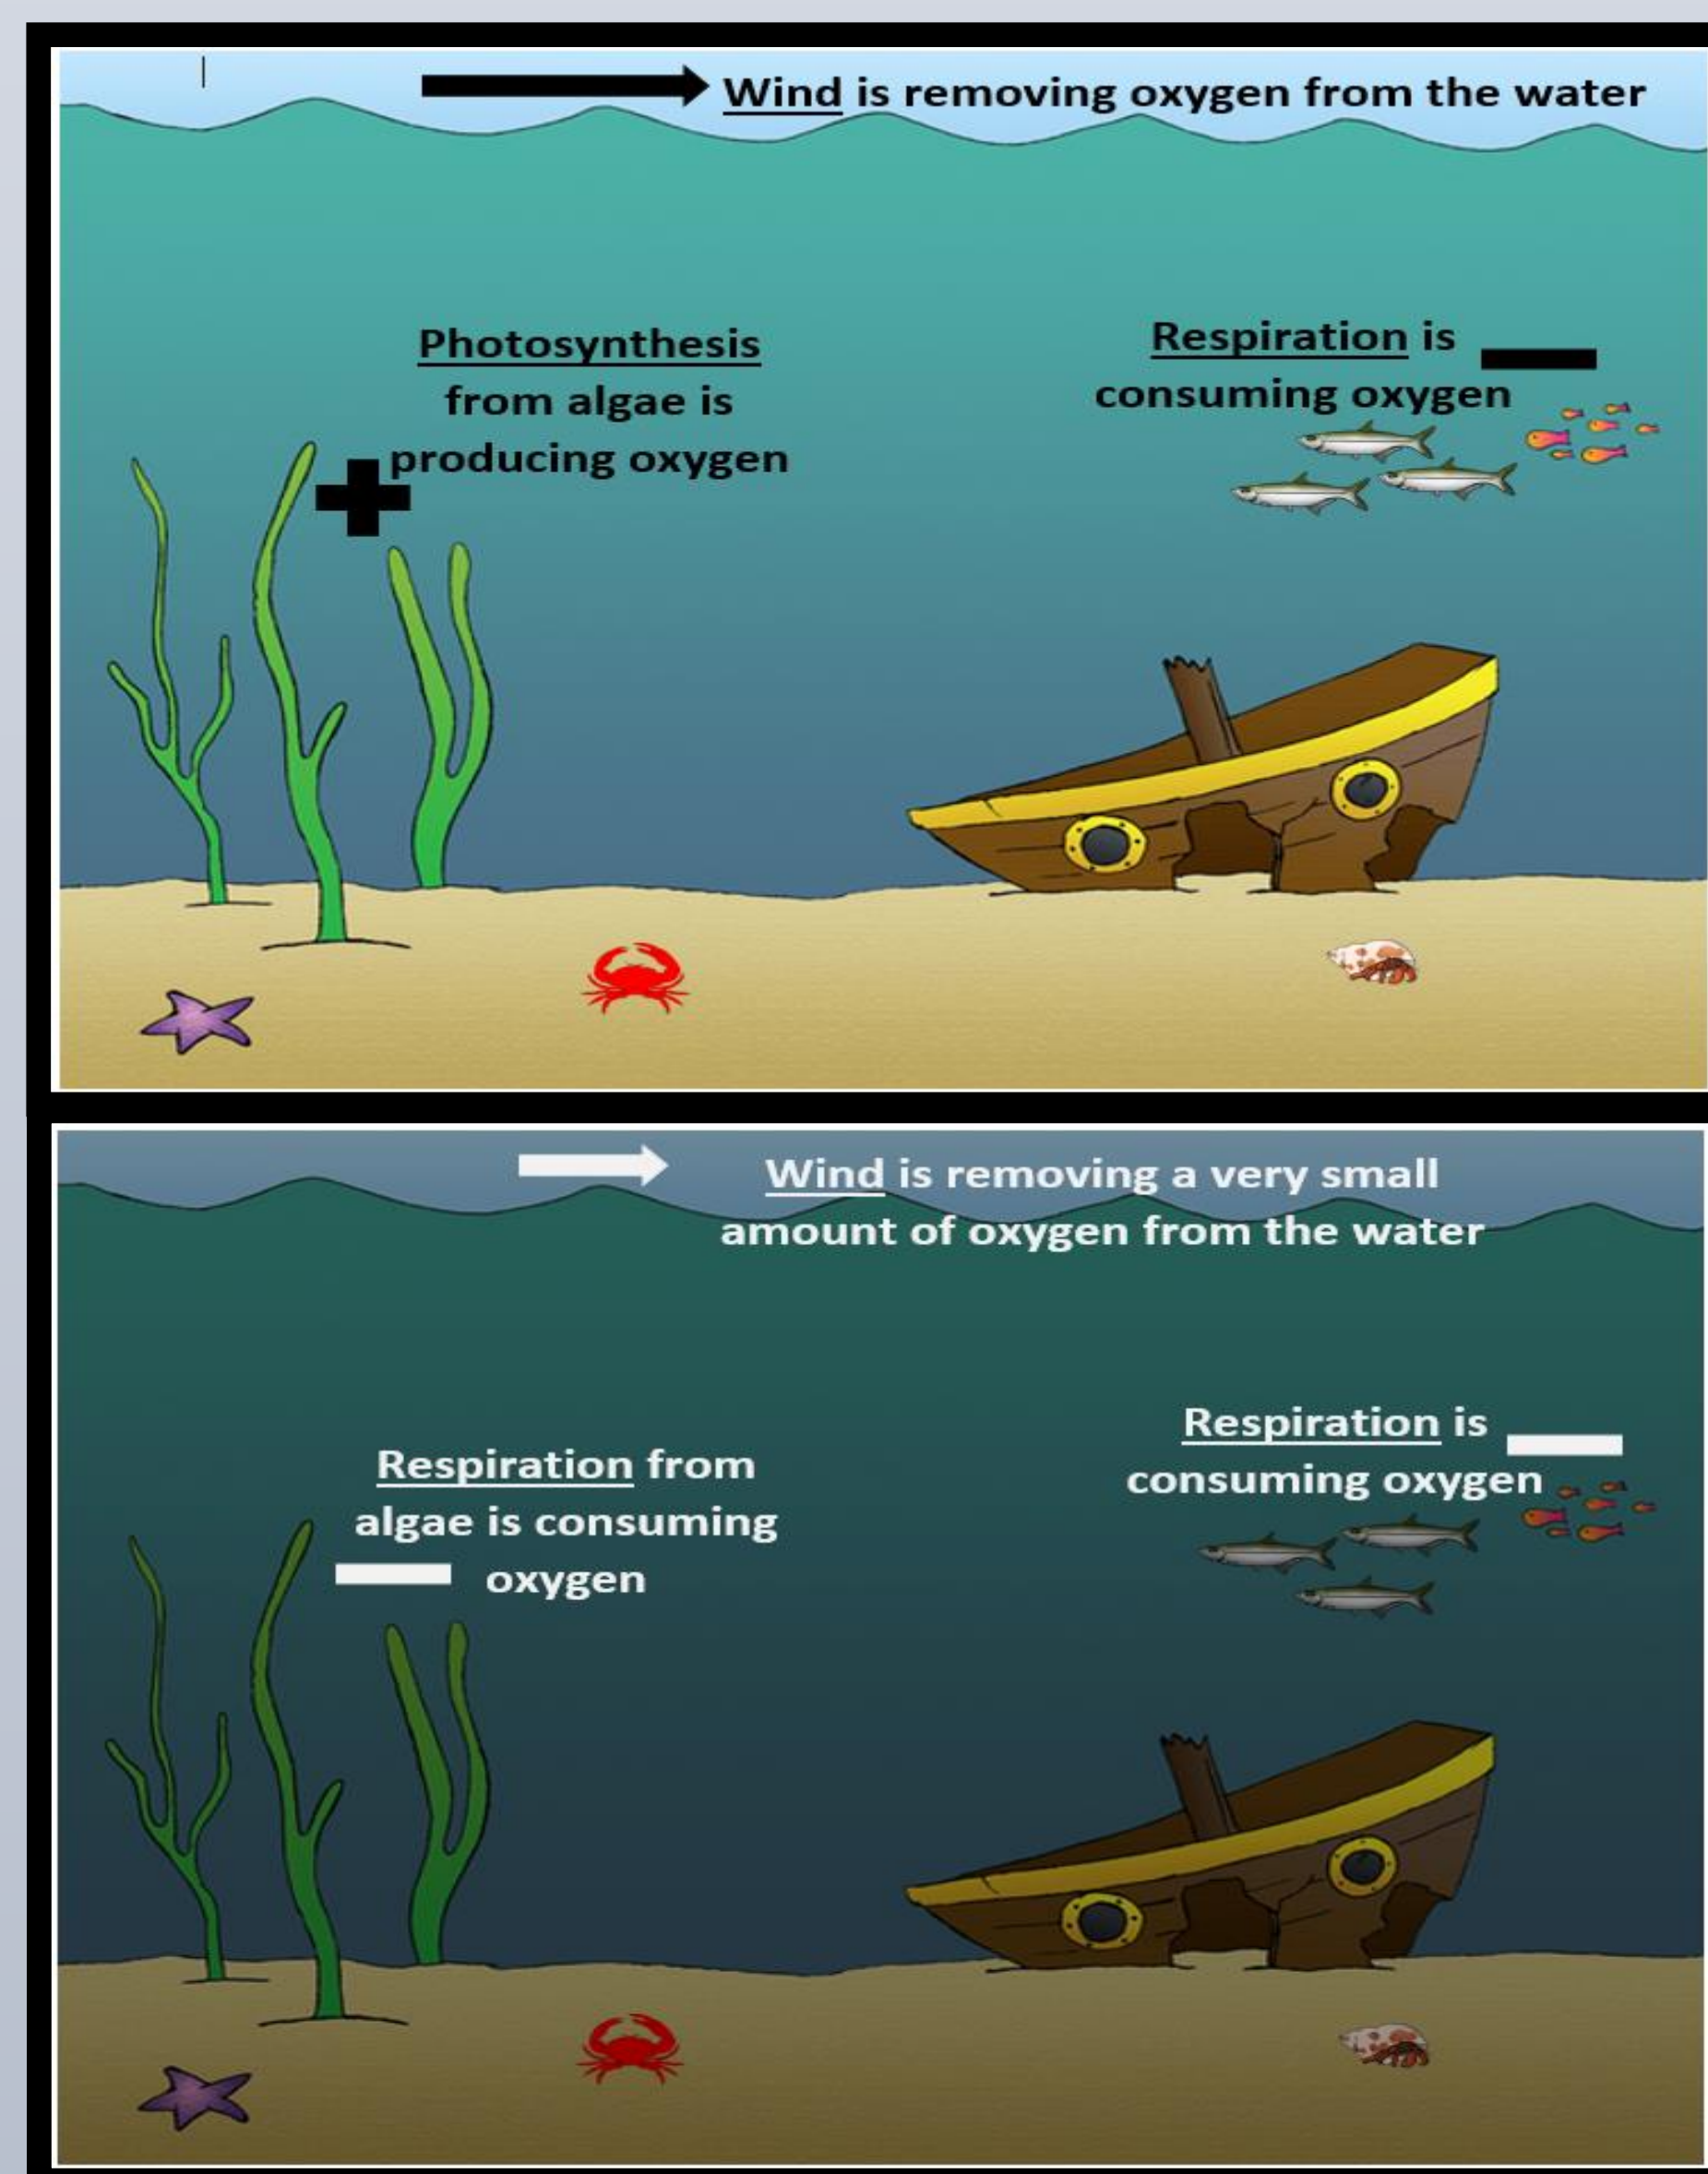 Wind is removing oxygen from the water
Photosynthesis
from algae is
producing oxygen
Respiration is
consuming oxygen
Wind is removing a very small
amount of oxygen from the water
Respiration from
algae is consuming
oxygen
Respiration is
consuming oxygen